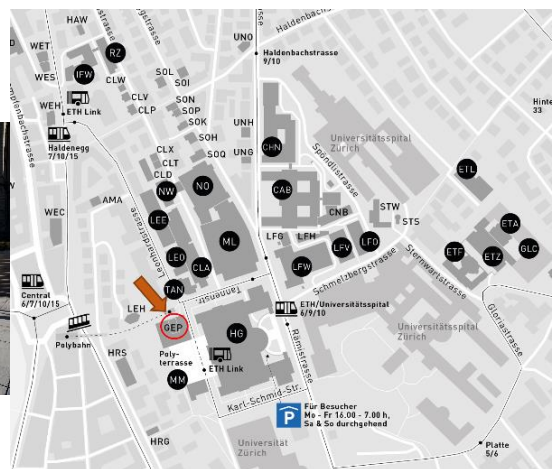 HAW
RZ
WET
IFW
WES
CLW
WEH
ETH Link
CLV
CLP
SOL
SOI
SON
SOP
SOK
SOH
SOQ
UNO
UNH
UNG
Haldenbachstrasse
9/10
Haldenegg
7/10/15
CLX
CLT
CLD
NW
NO
AMA
WEC
LEE
LEO
CLA
ML
TAN
Leonhardstrasse
Tannenstr.
CHN
CAB
CNB
Universitätsspital
Zürich
Spöndlistrasse
STW
STS
LFG
LFH
LFW
LFV
LFO
Schmelzbergstrasse
Sternwartstrasse
ETL
ETA
ETF
ETZ
GLC
Gloriastrasse
Central
6/7/10/15
Polybahn
LEH
GEP
Poly-
terrasse
HRS
MM
HRG
HG
ETH Link
ETH/Universitätsspital
6/9/10
Rämistrasse
Karl-Schmid-Str.
Universitätsspital
Zürich
P
Für Besucher
Mo - Fr 16.00 - 7.00 h,
Sa & So durchgehend
Universität
Zürich
Platte
5/6
33